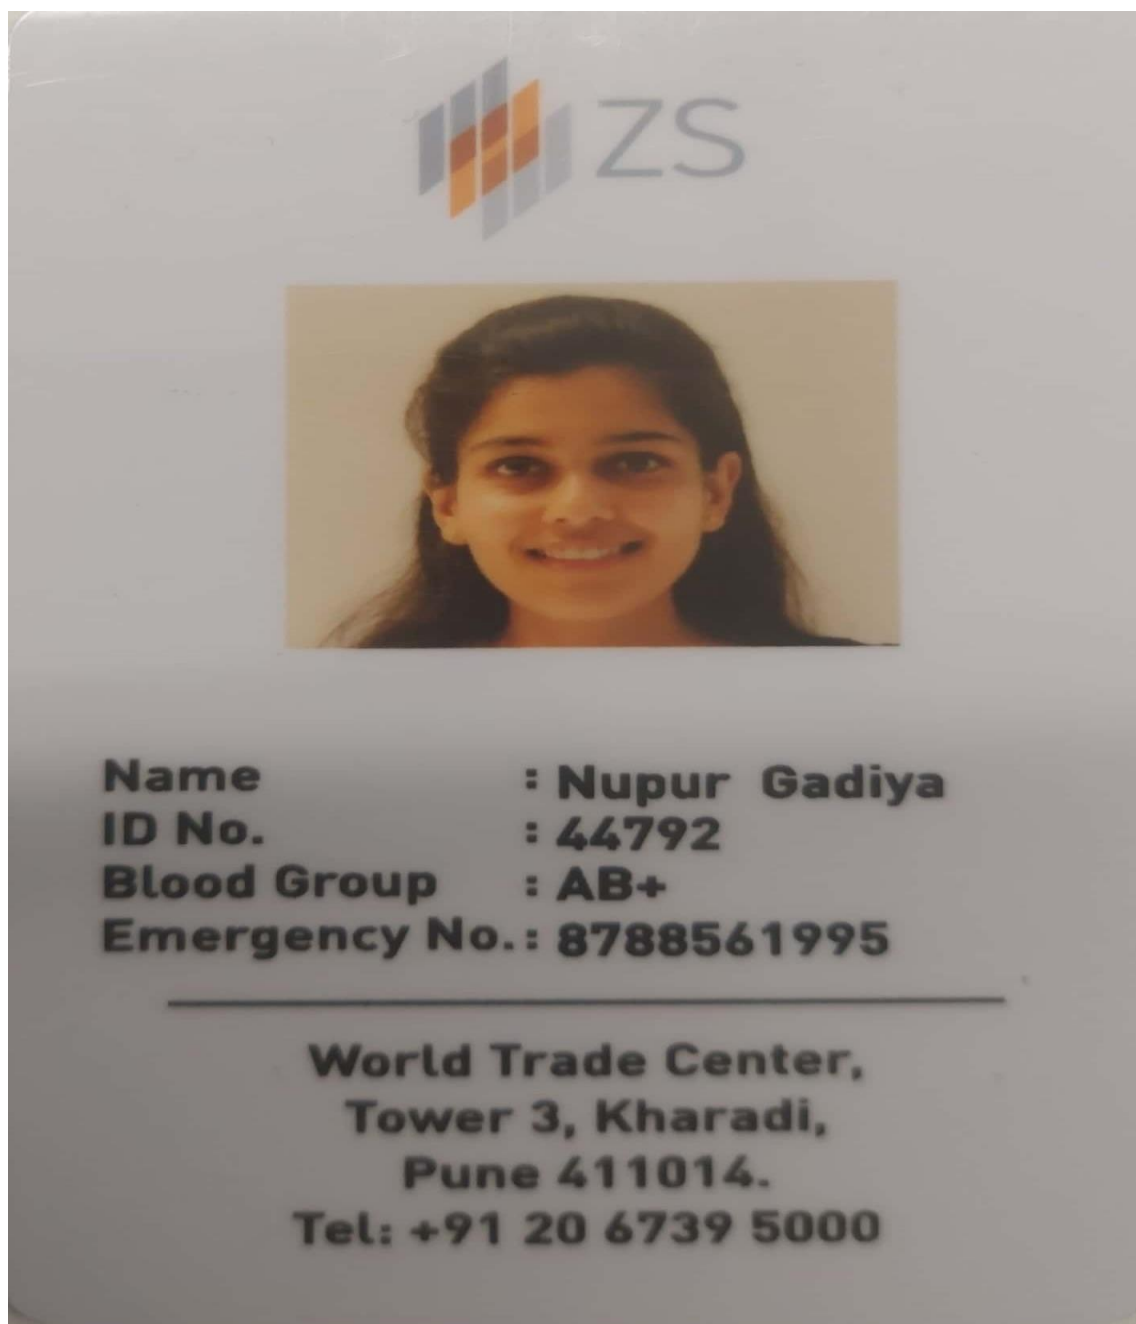 ZS
Name : Nupur Gadiya
ID No. : 44792
Blood Group : AB+
Emergency No. : 8788561995
World Trade Center,
Tower 3, Kharadi,
Pune 411014.
Tel: +91 20 6739 5000